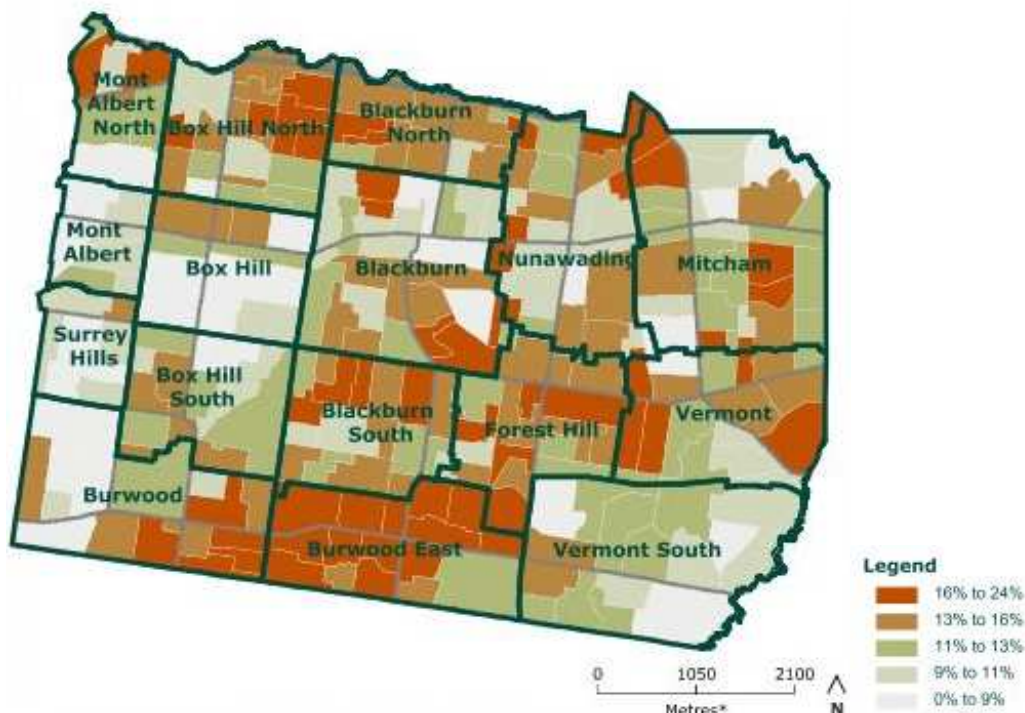 Mont
Albert
North
Box Hill North
Blackburn
North
Mont
Albert
Box Hill
Blackburn
Nunawading
Mitcham
Surrey
Hills
Box Hill
South
Blackburn
South
Forest Hill
Vermont
Burwood
Burwood East
Vermont South
Legend
16% to 24%
13% to 16%
11% to 13%
9% to 11%
0% to 9%
0 1050 2100
Metres*
N